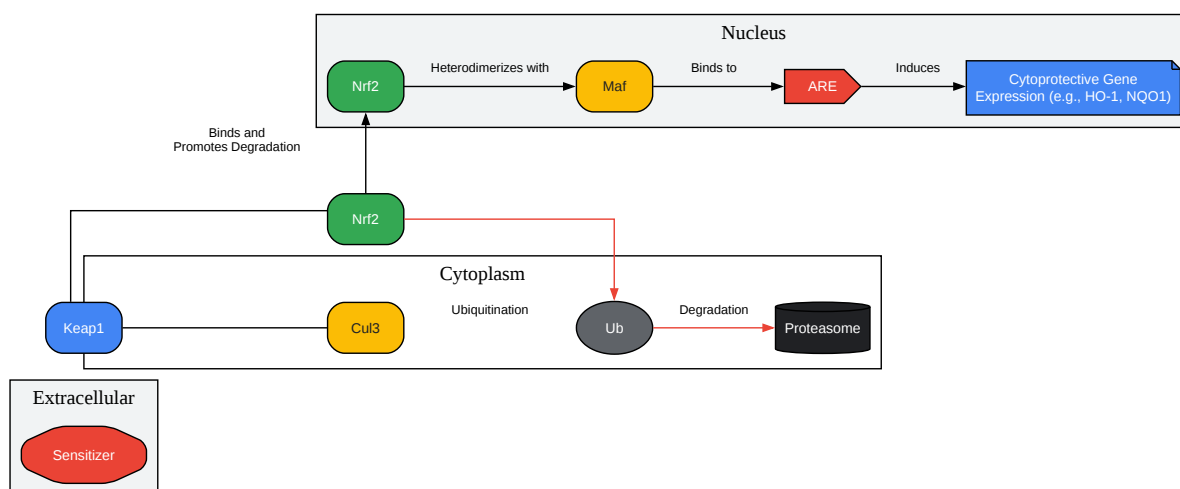 Nucleus
Nrf2
Heterodimerizes with
Maf
Binds to
ARE
Induces
Cytoprotective Gene
Expression (e.g., HO-1, NQO1)
Binds and
Promotes Degradation
Nrf2
Cytoplasm
Keap1
Cul3
Ubiquitination
Ub
Degradation
Proteasome
Extracellular
Sensitizer